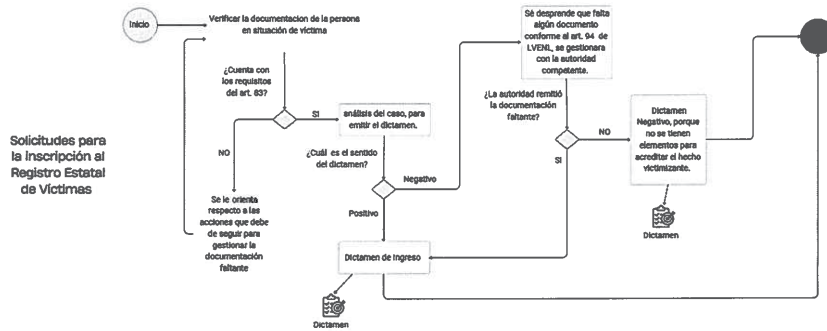 Solicitudes para
la inscripción al
Registro Estatal
de Víctimas
Inicio
Verificar la documentacion de la persona
en situación de víctima
¿Cuenta con
los requisitos
del art. 83?
SI
NO
Se le orienta
respecto a las
acciones que debe
de seguir para
gestionar la
documentación
faltante
análisis del caso, para
emitir el dictamen.
¿Cuál es el sentido
del dictamen?
Negativo
Positivo
Dictamen de Ingreso
Dictamen
Sé desprende que falta
algún documento
conforme al art. 94 de
LVENL, se gestionara
con la autoridad
competente.
¿La autoridad remitió
la documentación
faltante?
NO
SI
Dictamen
Negativo, porque
no se tienen
elementos para
acreditar el hecho
victimizante.
Dictamen